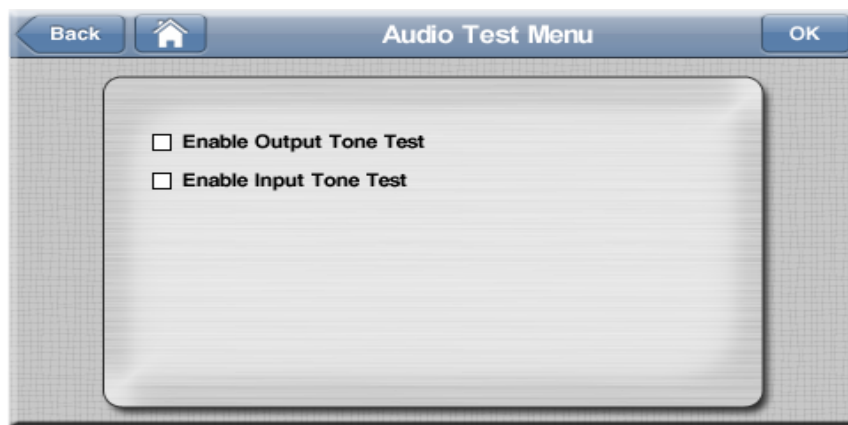 Back Audio Test Menu OK
Enable Output Tone Test
Enable Input Tone Test